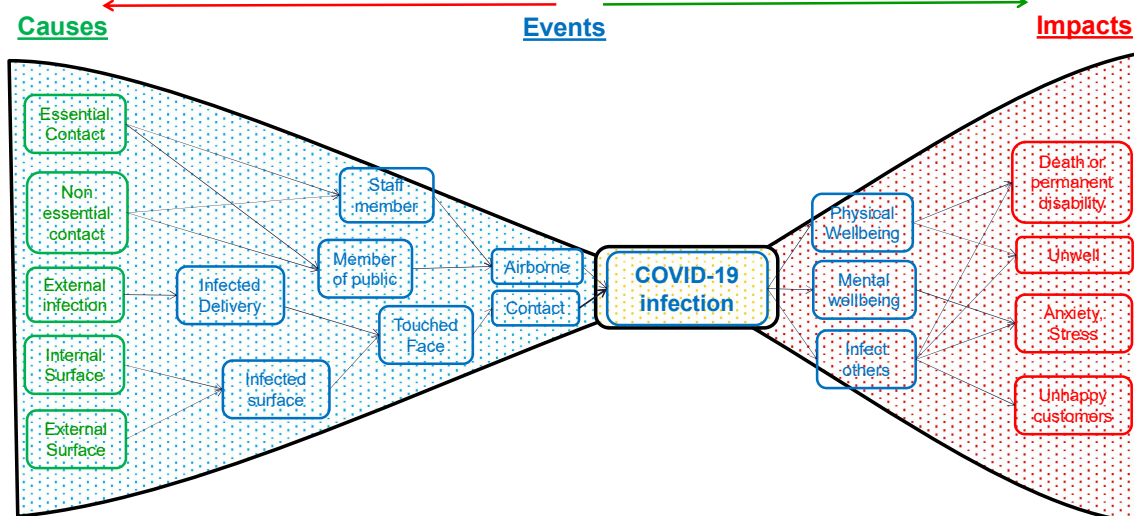 Causes
Events
Impacts
Essential
Contact
Non
essential
contact
External
infection
Internal
Surface
External
Surface
Infected
Delivery
Infected
surface
Staff
member
Member
of public
Touched
Face
Airborne
Contact
COVID-19
infection
Physical
Wellbeing
Mental
wellbeing
Infect
others
Death or
permanent
disability
Unwell
Anxiety,
Stress
Unhappy
customers